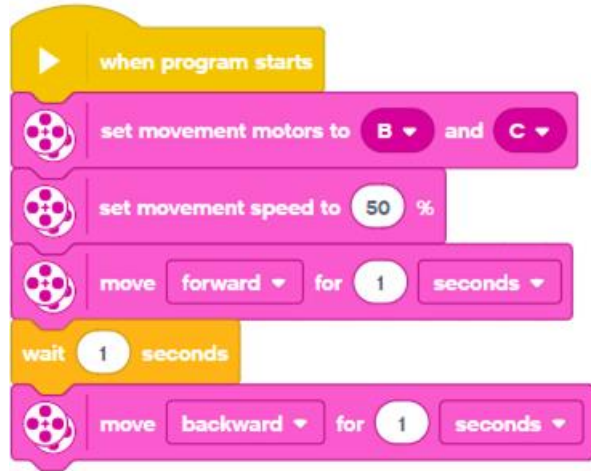 when program starts
set movement motors to B and C
set movement speed to 50 %
move forward for 1 seconds
wait 1 seconds
move backward for 1 seconds